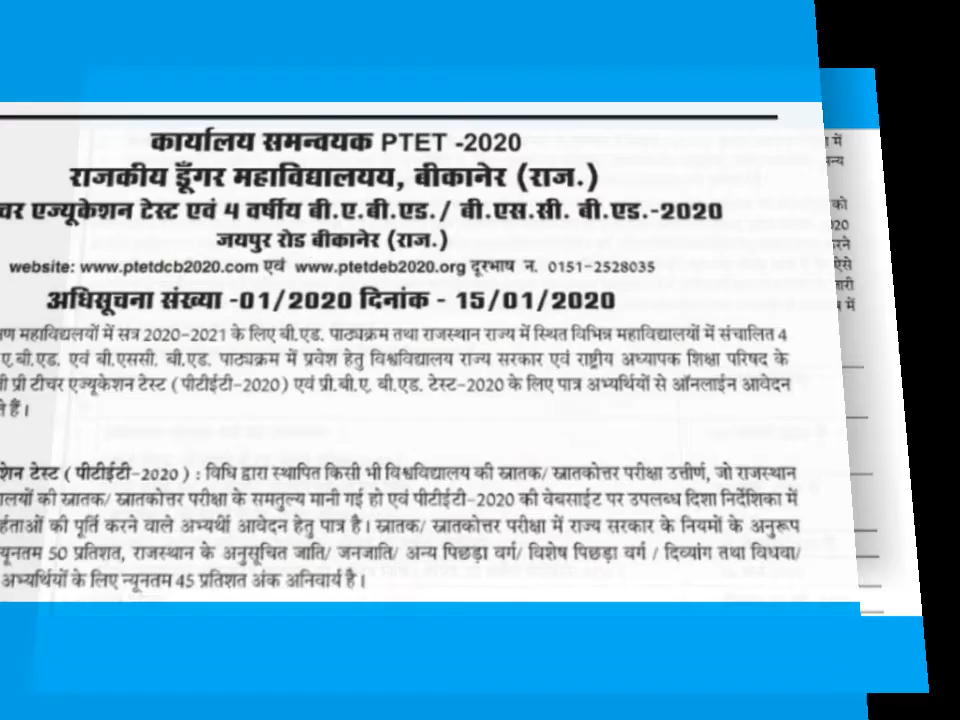 कार्यालय समन्वयक PTET -2020
राजकीय डूँगर महाविद्यालयय, बीकानेर (राज.)
चर एज्यूकेशन टेस्ट एवं 4 वर्षीय बी.ए.बी.एड./ बी.एस.सी. बी.एड.-2020
जयपुर रोड बीकानेर (राज.)
website: www.ptetdcb2020.com एवं www.ptetdeb2020.org दूरभाष न. 0151-2528035
अधिसूचना संख्या -01/2020 दिनांक - 15/01/2020
महाविद्यलयों में सत्र 2020-2021 के लिए बी.एड. पाठ्यक्रम तथा राजस्थान राज्य में स्थित विभिन्न महाविद्यालयों में संचालित 4
ए.बी.एड. एवं बी.एससी. बी.एड. पाठ्यक्रम में प्रवेश हेतु विश्वविद्यालय राज्य सरकार एवं राष्ट्रीय अध्यापक शिक्षा परिषद के
प्री टीचर एज्यूकेशन टेस्ट (पीटीईटी-2020) एवं प्री.बी.ए. बी.एड. टेस्ट-2020 के लिए पात्र अभ्यर्थियों से ऑनलाईन आवेदन
ते हैं।
शन टेस्ट (पीटीईटी-2020) : विधि द्वारा स्थापित किसी भी विश्वविद्यालय की स्नातक/ स्नातकोत्तर परीक्षा उत्तीर्ण, जो राजस्थान
ालयों की स्नातक/ स्नातकोत्तर परीक्षा के समतुल्य मानी गई हो एवं पीटीईटी-2020 की वेबसाईट पर उपलब्ध दिशा निर्देशिका में
र्हताओं की पूर्ति करने वाले अभ्यर्थी आवेदन हेतु पात्र है। स्नातक/ स्नातकोत्तर परीक्षा में राज्य सरकार के नियमों के अनुरूप
यूनतम 50 प्रतिशत, राजस्थान के अनुसूचित जाति/ जनजाति/ अन्य पिछड़ा वर्ग/ विशेष पिछड़ा वर्ग / दिव्यांग तथा विधवा/
अभ्यर्थियों के लिए न्यूनतम 45 प्रतिशत अंक अनिवार्य है।
में
न्य
को
20
रने
ऐसे
ारी
में